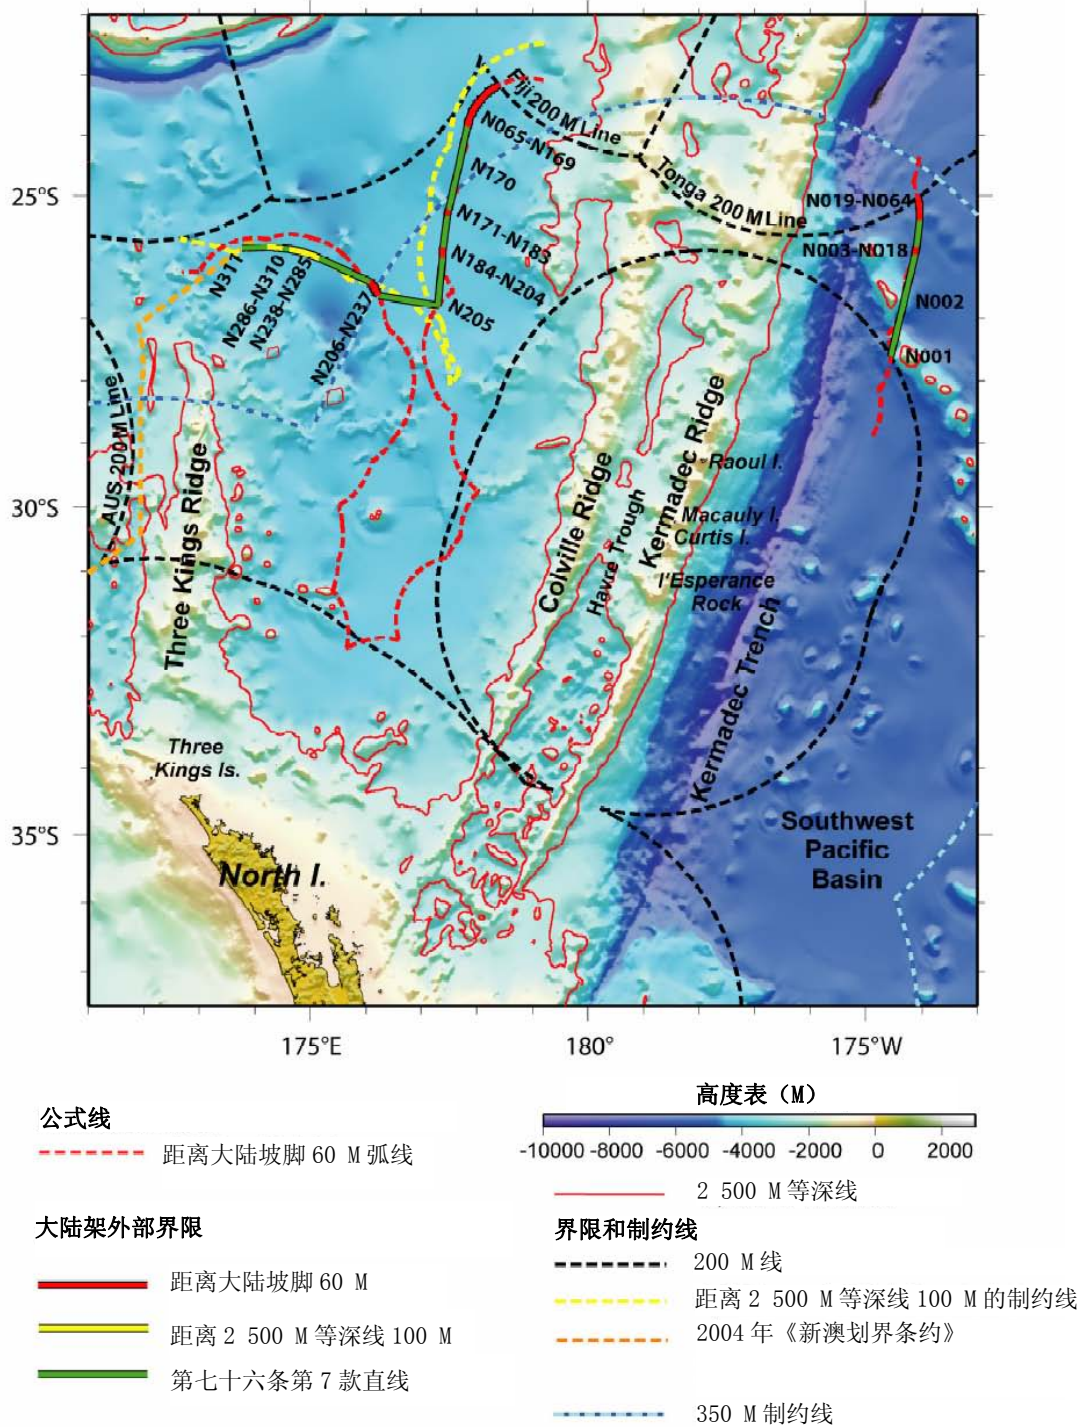 Fiji 200 M Line
N065-N169
N170
Tonga 200 M Line
N019-N064
25°S
N171-N183
N003-N018
N184-N204
N311
N286-N310
N238-N285
N206-N237
N205
N002
N001
AUS 200 M Line
Three Kings Ridge
Colville Ridge
Havre Trough
Kermadec Ridge
Raoul I.
30°S
Macauly I.
Curtis I.
l'Esperance
Rock
Kermadec Trench
Three
Kings Is.
35°S
North I.
Southwest
Pacific
Basin
175°E
180°
175°W
高度表（M）
公式线
距离大陆坡脚 60 M 弧线
-10000 -8000 -6000 -4000 -2000 0 2000
2 500 M 等深线
大陆架外部界限
界限和制约线
200 M 线
距离大陆坡脚 60 M
距离 2 500 M 等深线 100 M 的制约线
距离 2 500 M 等深线 100 M
2004 年《新澳划界条约》
第七十六条第 7 款直线
350 M 制约线